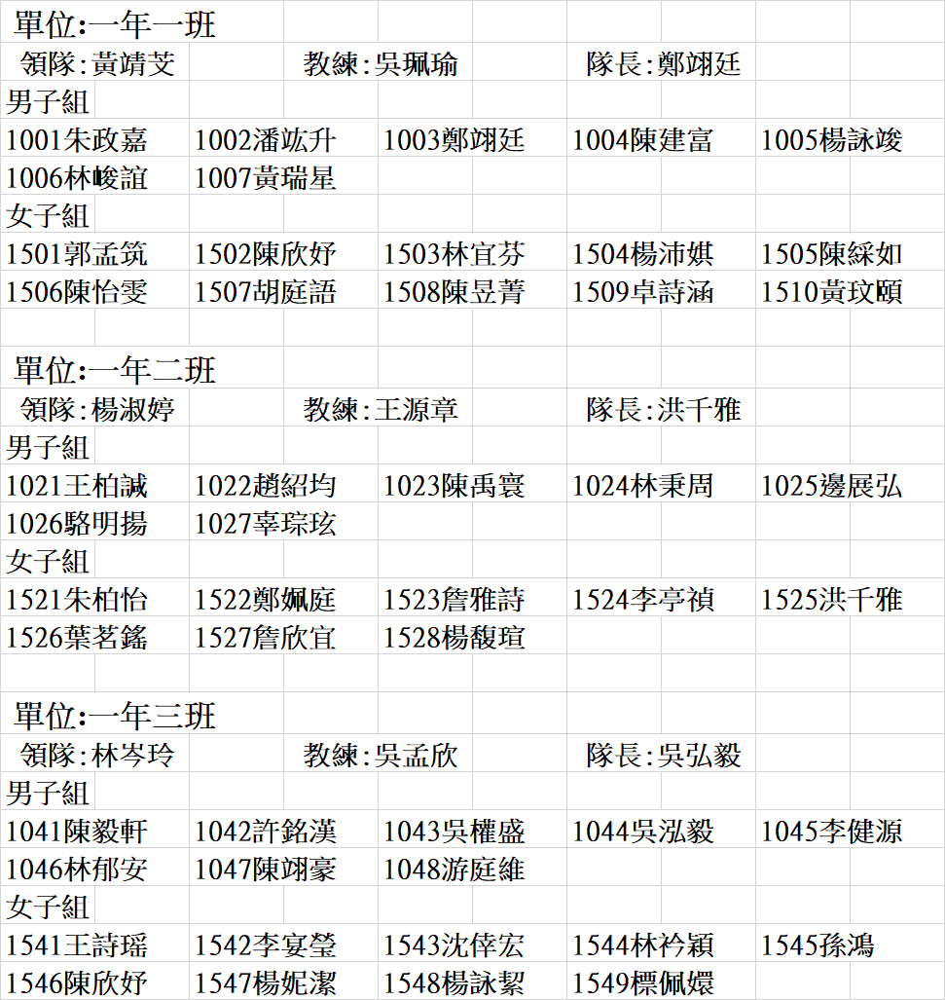 單位:一年一班
領隊:黃靖芠 教練:吳珮瑜 隊長:鄭翊廷
男子組
1001朱政嘉 1002潘竑升 1003鄭翊廷 1004陳建富 1005楊詠竣
1006林峻誼 1007黃瑞星
女子組
1501郭孟筑 1502陳欣妤 1503林宜芬 1504楊沛娸 1505陳綵如
1506陳怡雯 1507胡庭語 1508陳昱菁 1509卓詩涵 1510黃玟頤
單位:一年二班
領隊:楊淑婷 教練:王源章 隊長:洪千雅
男子組
1021王柏諴 1022趙紹均 1023陳禹寰 1024林秉周 1025邊展弘
1026駱明揚 1027辜琮玹
女子組
1521朱柏怡 1522鄭姵庭 1523詹雅詩 1524李亭禎 1525洪千雅
1526葉茗鎐 1527詹欣宜 1528楊馥瑄
單位:一年三班
領隊:林岑玲 教練:吳孟欣 隊長:吳弘毅
男子組
1041陳毅軒 1042許銘漢 1043吳權盛 1044吳泓毅 1045李健源
1046林郁安 1047陳翊豪 1048游庭維
女子組
1541王詩瑶 1542李宴瑩 1543沈倖宏 1544林衿穎 1545孫鴻
1546陳欣妤 1547楊妮潔 1548楊詠絜 1549標佩嬛